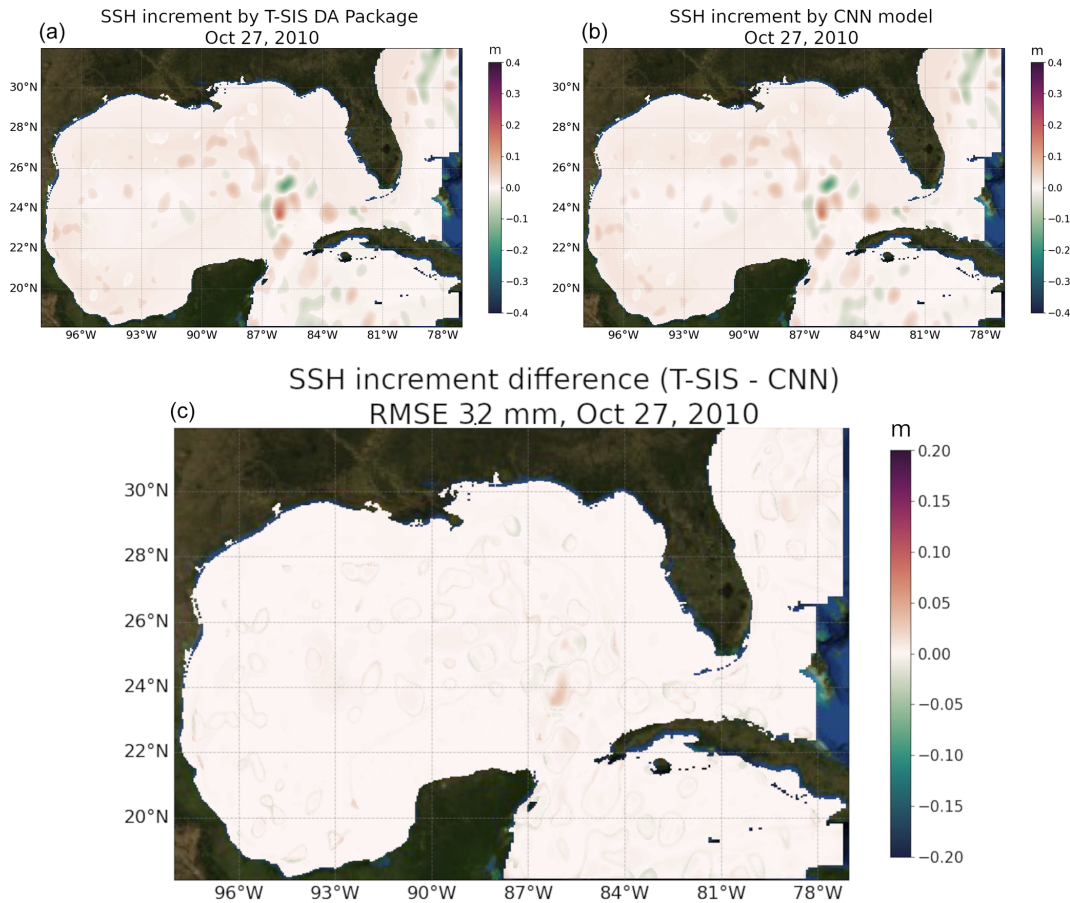 SSH increment by T-SIS DA Package
Oct 27, 2010
(a)
m
0.4
0.3
0.2
0.1
0.0
−0.1
−0.2
−0.3
−0.4
30°N
28°N
26°N
24°N
22°N
20°N
96°W 93°W 90°W 87°W 84°W 81°W 78°W
SSH increment by CNN model
Oct 27, 2010
(b)
m
0.4
0.3
0.2
0.1
0.0
−0.1
−0.2
−0.3
−0.4
30°N
28°N
26°N
24°N
22°N
20°N
96°W 93°W 90°W 87°W 84°W 81°W 78°W
SSH increment difference (T-SIS - CNN)
RMSE 3.2 mm, Oct 27, 2010
(c)
m
0.20
0.15
0.10
0.05
0.00
−0.05
−0.10
−0.15
−0.20
30°N
28°N
26°N
24°N
22°N
20°N
96°W 93°W 90°W 87°W 84°W 81°W 78°W